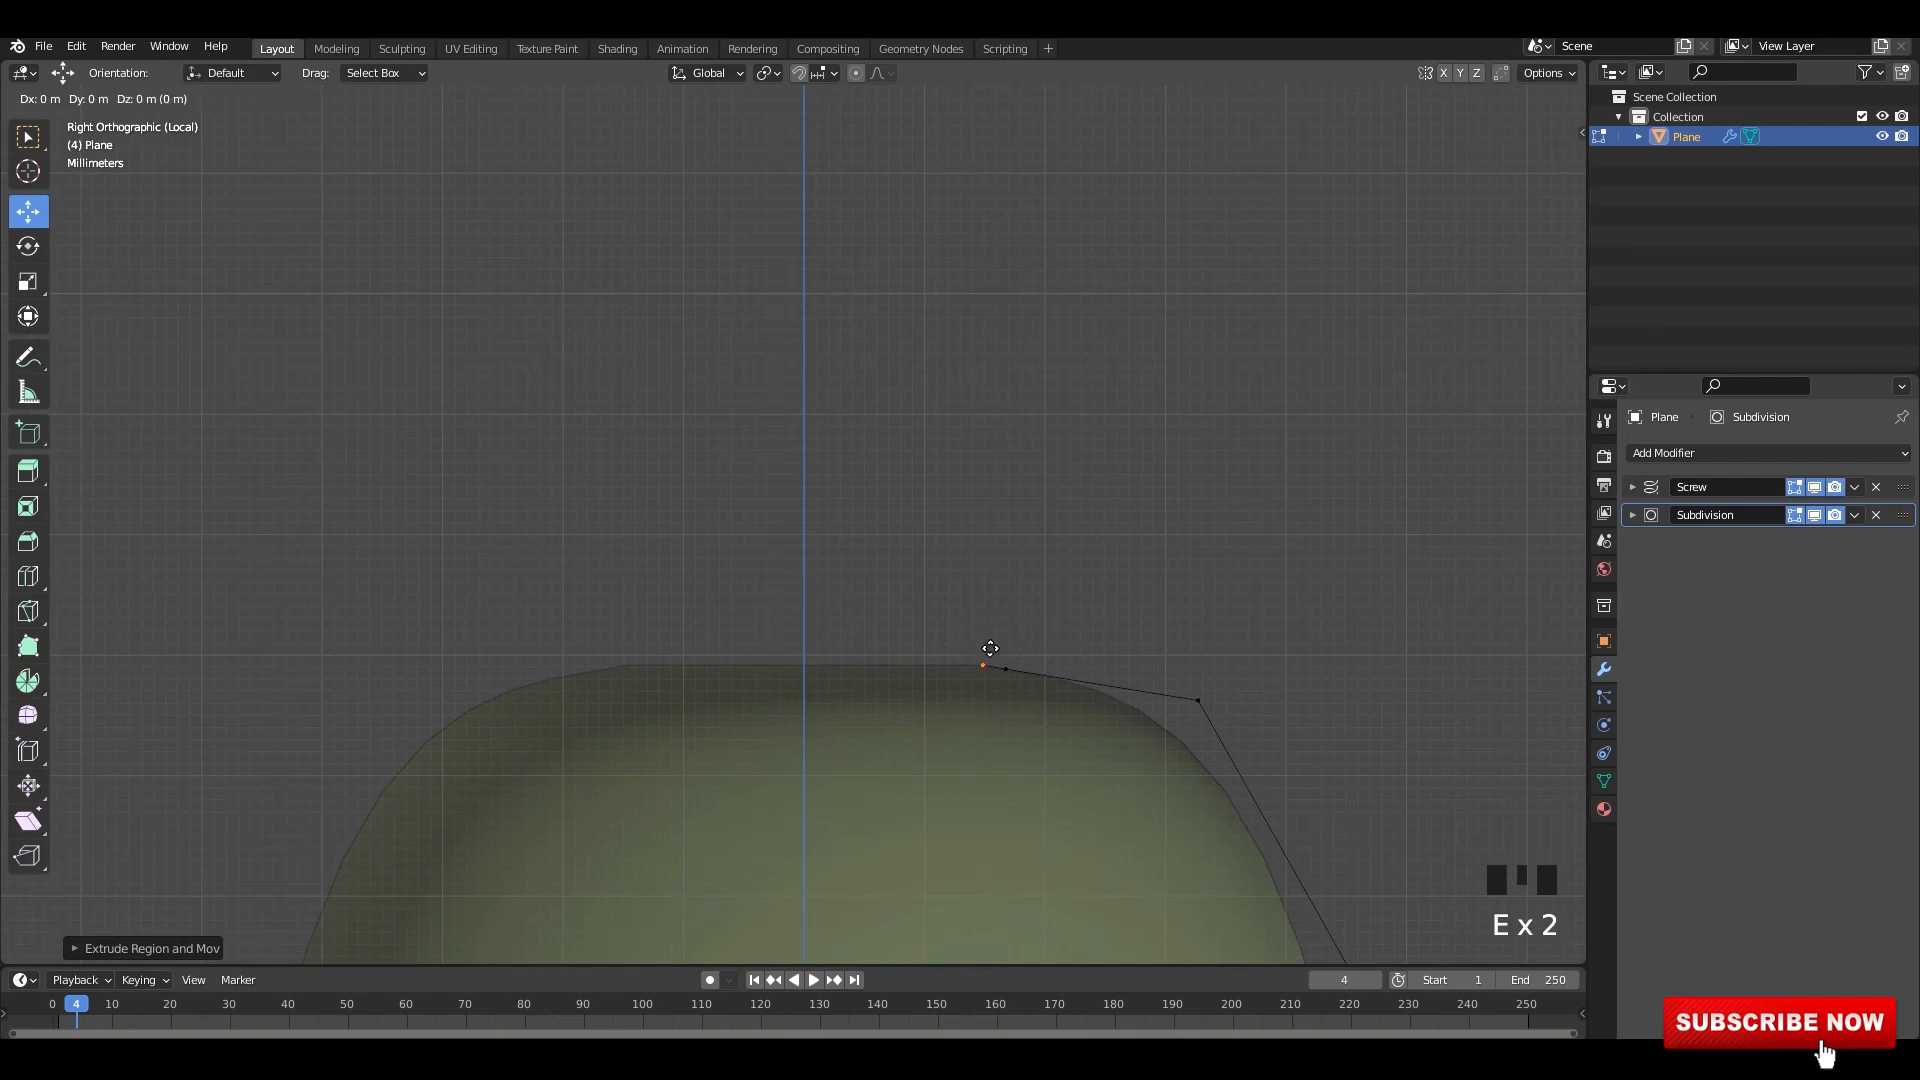 File Edit Render Window Help Layout Modeling Sculpting UV Editing Texture Paint Shading Animation Rendering Compositing Geometry Nodes Scripting + Scene View Layer
Orientation: Default Drag: Select Box Global X Y Z Options
Dx: 0 m Dy: 0 m Dz: 0 m (0 m)
Right Orthographic (Local)
(4) Plane
Millimeters
Scene Collection
Collection
Plane
Plane Subdivision
Add Modifier
Screw
Subdivision
E x 2
Extrude Region and Mov
Playback Keying View Marker 4 Start 1 End 250
0 4 10 20 30 40 50 60 70 80 90 100 110 120 130 140 150 160 170 180 190 200 210 220 230 240 250
SUBSCRIBE NOW